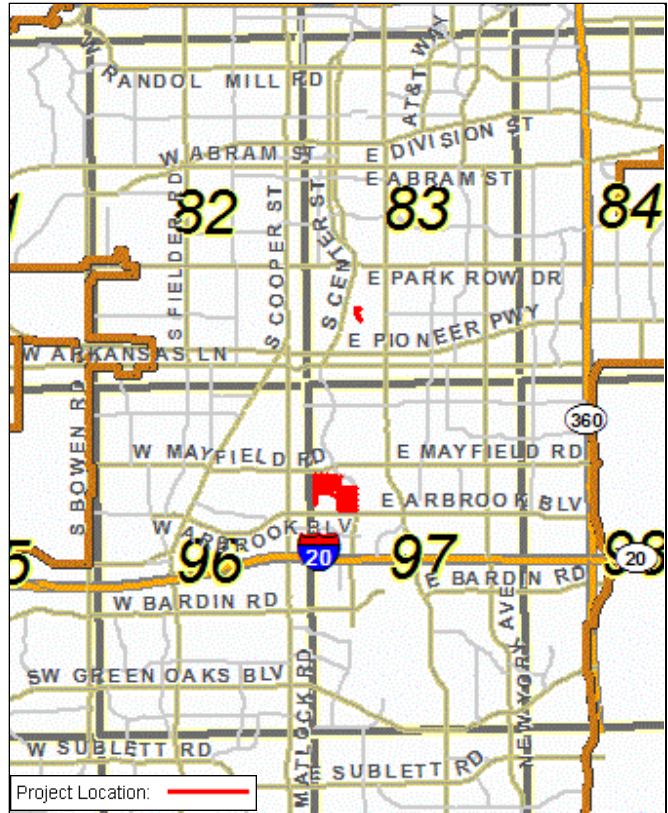 W RANDOL MILL RD
AT&T WAY
E DIVISION ST
W ABRAM ST
E ABRAM ST
82
83
84
S FIELDER RD
S COOPER ST
S CENTER ST
E PARK ROW DR
E PIONEER PWY
W ARKANSAS LN
360
S BOWEN RD
W MAYFIELD RD
E MAYFIELD RD
E ARBROOK BLV
W ARBROOK BLV
96
97
20
20
E BARDIN RD
W BARDIN RD
NEW YORK AVE
SW GREEN OAKS BLV
MATLOCK RD
W SUBLETT RD
E SUBLETT RD
Project Location: